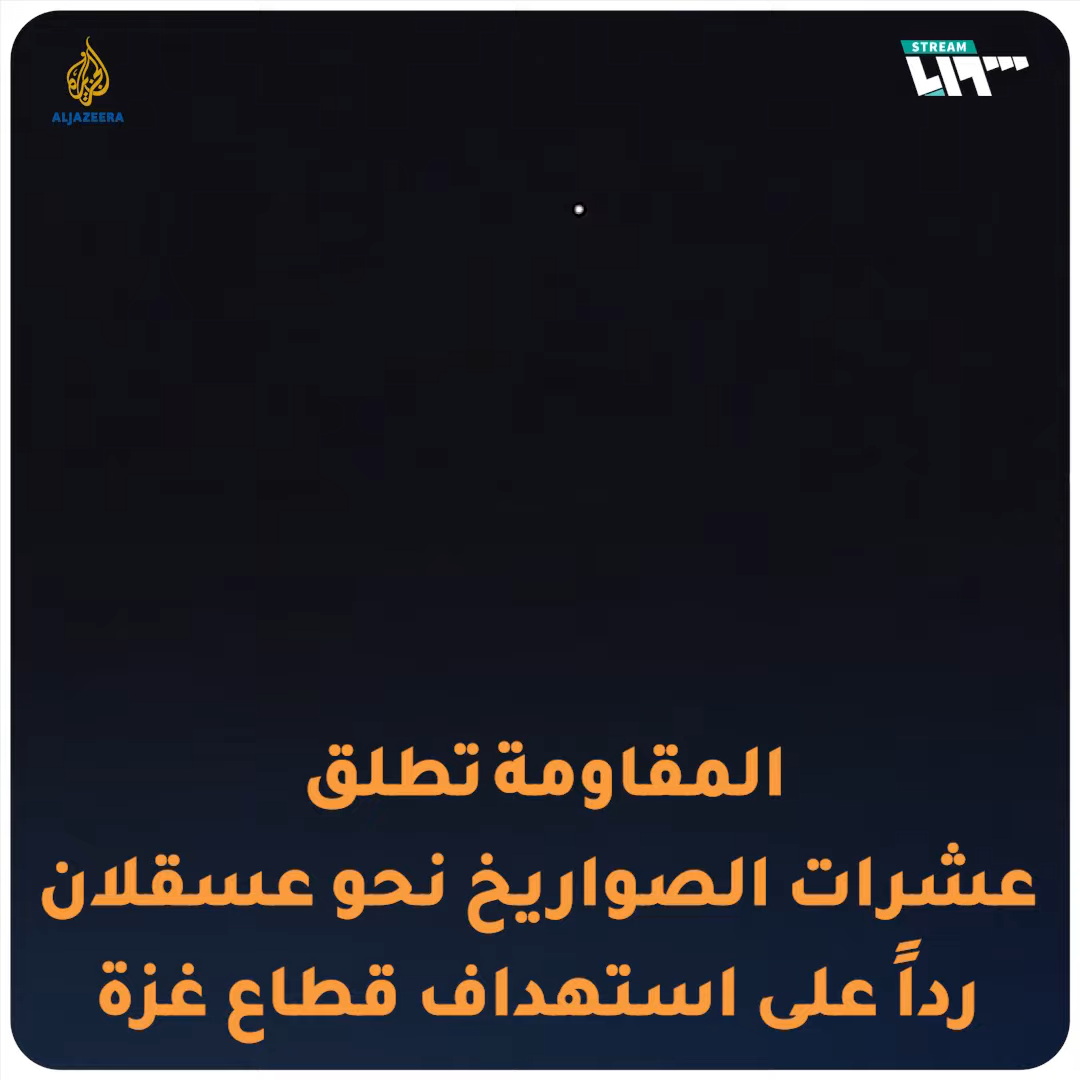 ALJAZEERA
STREAM
المقاومة تطلق
عشرات الصواريخ نحو عسقلان
رداً على استهداف قطاع غزة